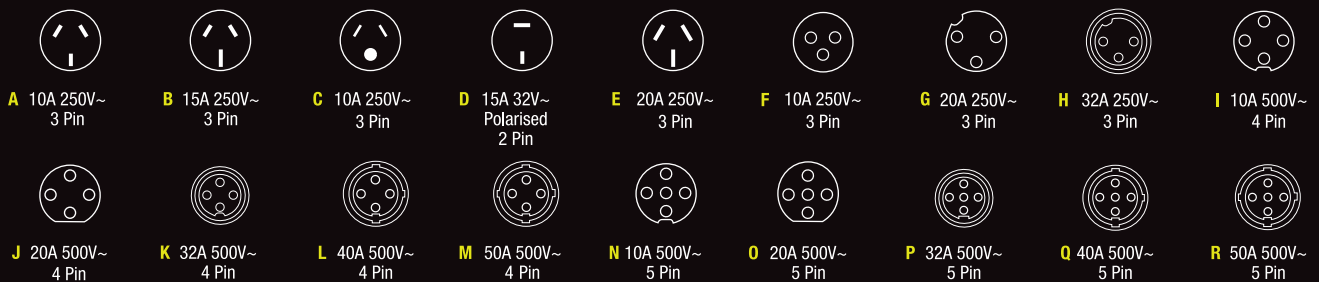 A 10A 250V~
3 Pin
B 15A 250V~
3 Pin
C 10A 250V~
3 Pin
D 15A 32V~
Polarised
2 Pin
E 20A 250V~
3 Pin
F 10A 250V~
3 Pin
G 20A 250V~
3 Pin
H 32A 250V~
3 Pin
I 10A 500V~
4 Pin
J 20A 500V~
4 Pin
K 32A 500V~
4 Pin
L 40A 500V~
4 Pin
M 50A 500V~
4 Pin
N 10A 500V~
5 Pin
O 20A 500V~
5 Pin
P 32A 500V~
5 Pin
Q 40A 500V~
5 Pin
R 50A 500V~
5 Pin